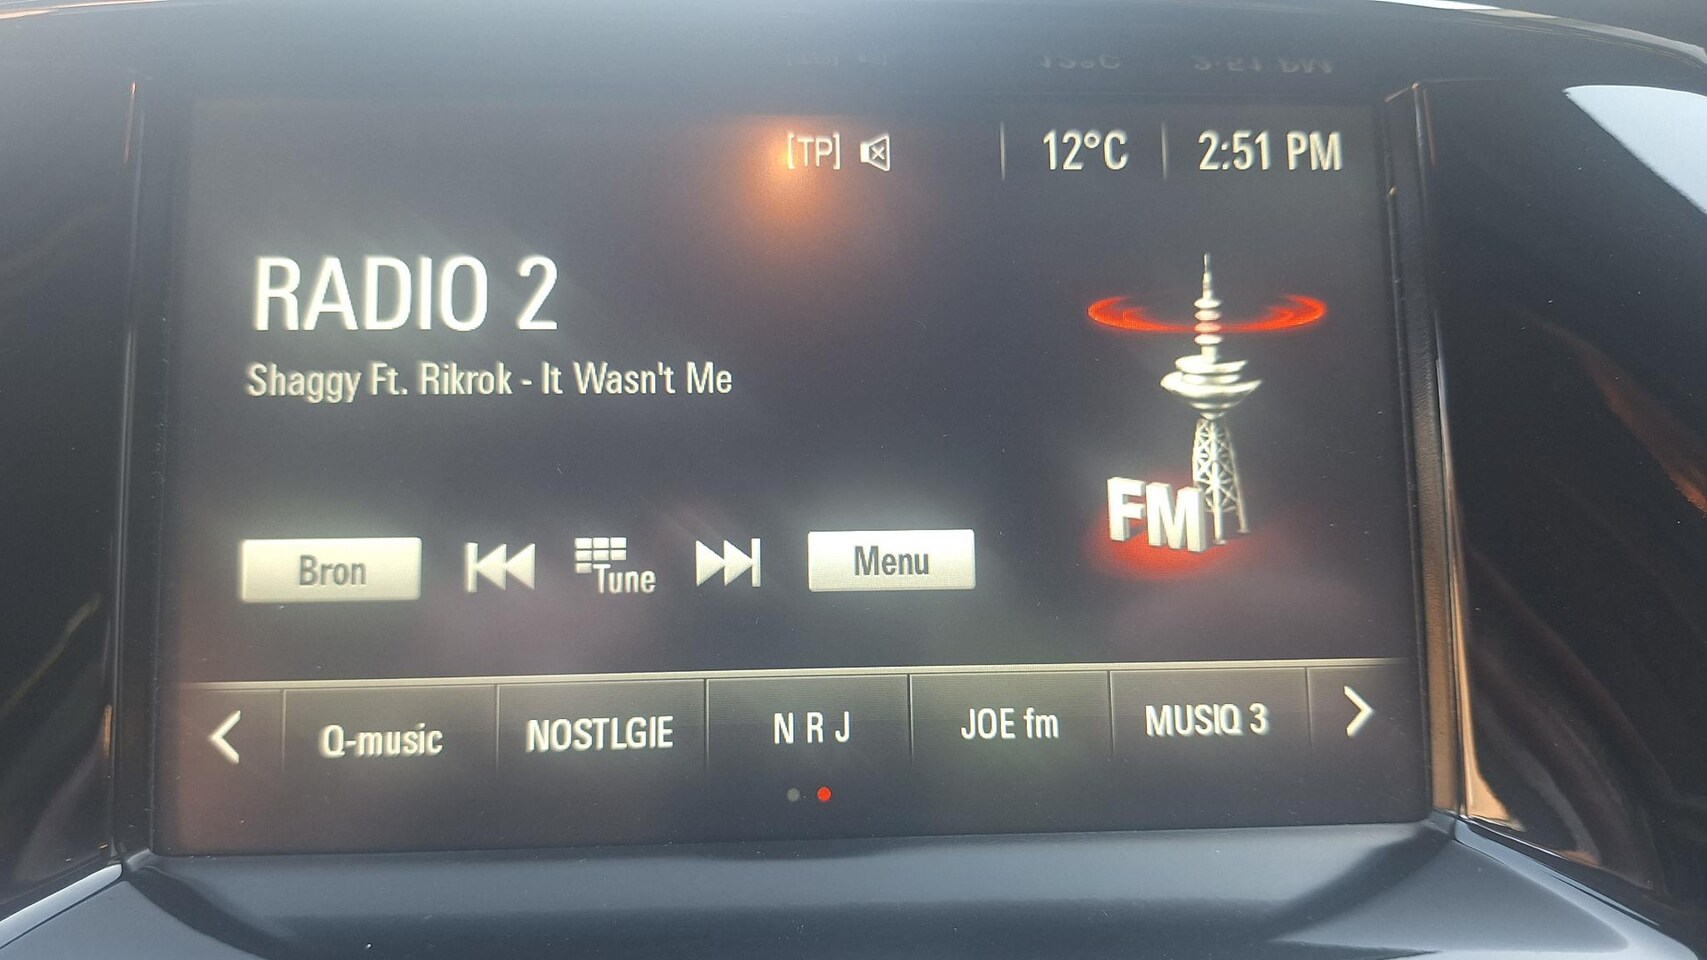 [TP] 12°C 2:51 PM
RADIO 2
Shaggy Ft. Rikrok - It Wasn't Me
FM
Bron Tune Menu
Q-music NOSTLGIE N R J JOE fm MUSIQ 3